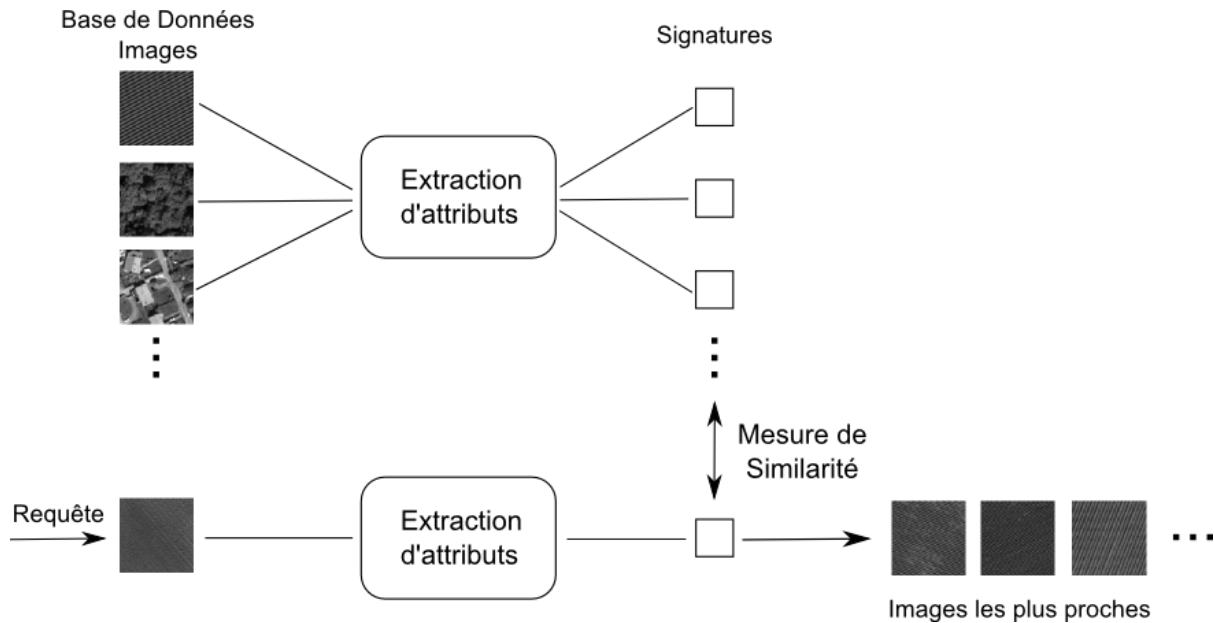 Base de Données
Images
Signatures
Extraction
d'attributs
Mesure de
Similarité
Requête
Extraction
d'attributs
Images les plus proches